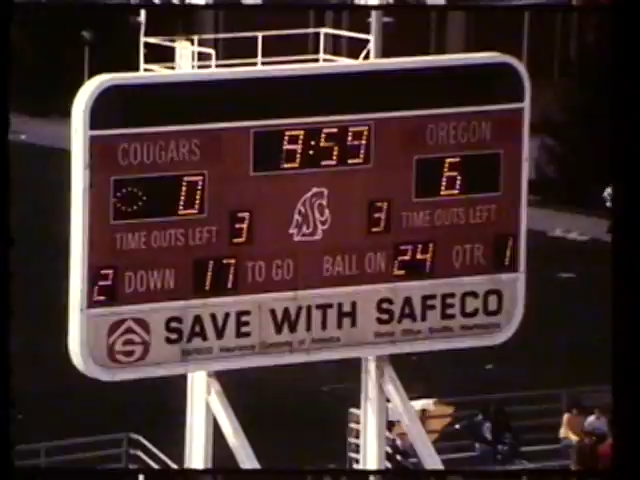 COUGARS 8:59 OREGON
0 6
TIME OUTS LEFT 3 3 TIME OUTS LEFT
2 DOWN 17 TO GO BALL ON 24 QTR 1
SAVE WITH SAFECO